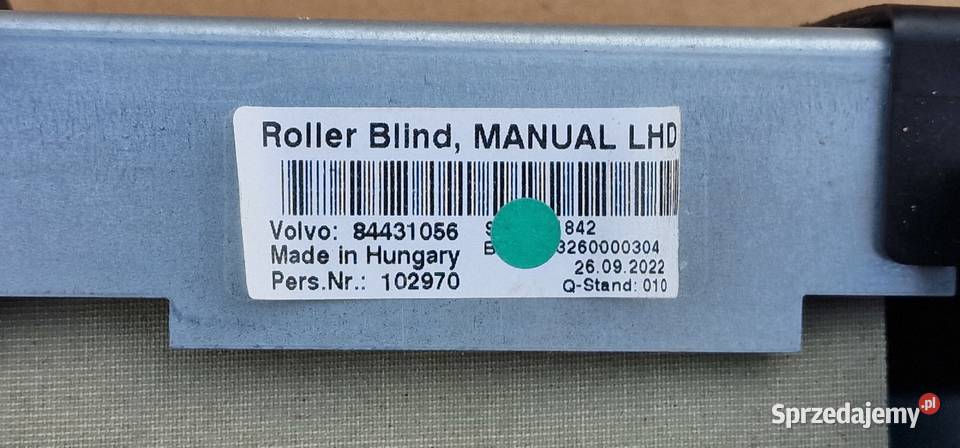 Roller Blind, MANUAL LHD
Volvo: 84431056
842
Made in Hungary
3260000304
26.09.2022
Pers.Nr.: 102970
Q-Stand: 010
Sprzedajemy.pl